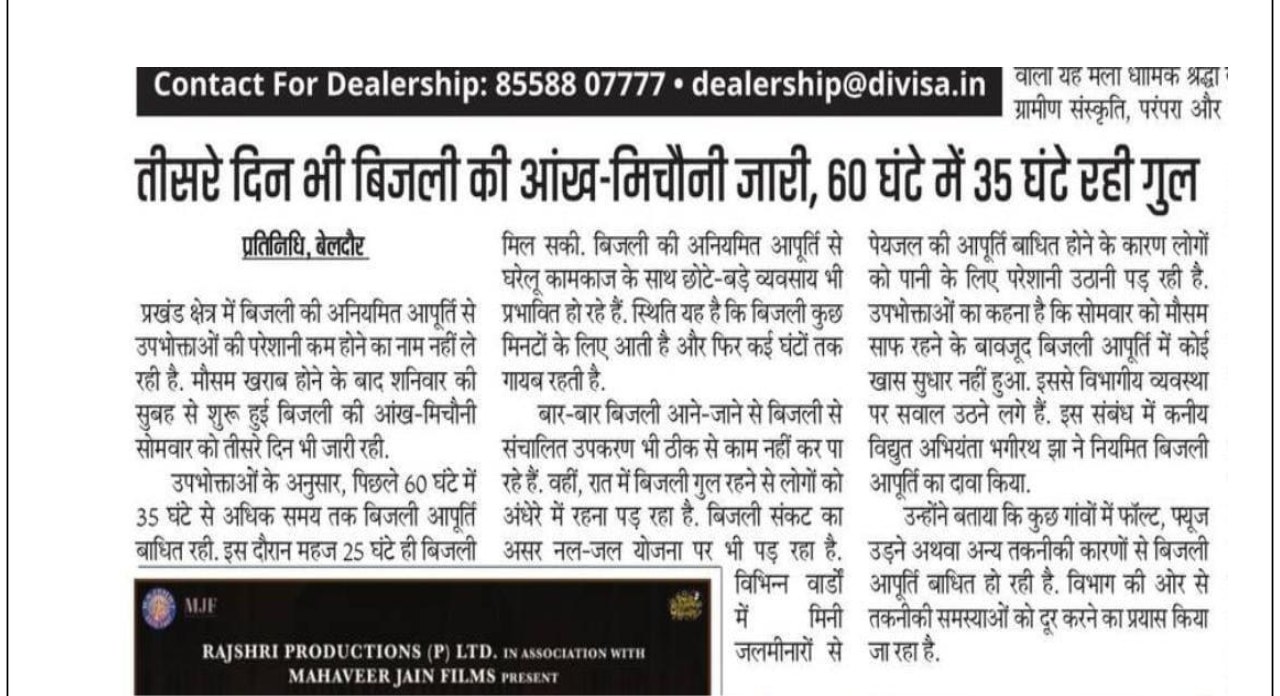 Contact For Dealership: 85588 07777 • dealership@divisa.in
वाला यह मेला धार्मिक श्रद्धा
ग्रामीण संस्कृति, परंपरा और
तीसरे दिन भी बिजली की आंख-मिचौनी जारी, 60 घंटे में 35 घंटे रही गुल
प्रतिनिधि, बेलदौर
प्रखंड क्षेत्र में बिजली की अनियमित आपूर्ति से
उपभोक्ताओं की परेशानी कम होने का नाम नहीं ले
रही है. मौसम खराब होने के बाद शनिवार की
सुबह से शुरू हुई बिजली की आंख-मिचौनी
सोमवार को तीसरे दिन भी जारी रही.
उपभोक्ताओं के अनुसार, पिछले 60 घंटे में
35 घंटे से अधिक समय तक बिजली आपूर्ति
बाधित रही. इस दौरान महज 25 घंटे ही बिजली
मिल सकी. बिजली की अनियमित आपूर्ति से
घरेलू कामकाज के साथ छोटे-बड़े व्यवसाय भी
प्रभावित हो रहे हैं. स्थिति यह है कि बिजली कुछ
मिनटों के लिए आती है और फिर कई घंटों तक
गायब रहती है.
बार-बार बिजली आने-जाने से बिजली से
संचालित उपकरण भी ठीक से काम नहीं कर पा
रहे हैं. वहीं, रात में बिजली गुल रहने से लोगों को
अंधेरे में रहना पड़ रहा है. बिजली संकट का
असर नल-जल योजना पर भी पड़ रहा है.
विभिन्न वार्डों
में मिनी
जलमीनारों से
पेयजल की आपूर्ति बाधित होने के कारण लोगों
को पानी के लिए परेशानी उठानी पड़ रही है.
उपभोक्ताओं का कहना है कि सोमवार को मौसम
साफ रहने के बावजूद बिजली आपूर्ति में कोई
खास सुधार नहीं हुआ. इससे विभागीय व्यवस्था
पर सवाल उठने लगे हैं. इस संबंध में कनीय
विद्युत अभियंता भगीरथ झा ने नियमित बिजली
आपूर्ति का दावा किया.
उन्होंने बताया कि कुछ गांवों में फॉल्ट, फ्यूज
उड़ने अथवा अन्य तकनीकी कारणों से बिजली
आपूर्ति बाधित हो रही है. विभाग की ओर से
तकनीकी समस्याओं को दूर करने का प्रयास किया
जा रहा है.
MJF
RAJSHRI PRODUCTIONS (P) LTD. IN ASSOCIATION WITH
MAHAVEER JAIN FILMS PRESENT